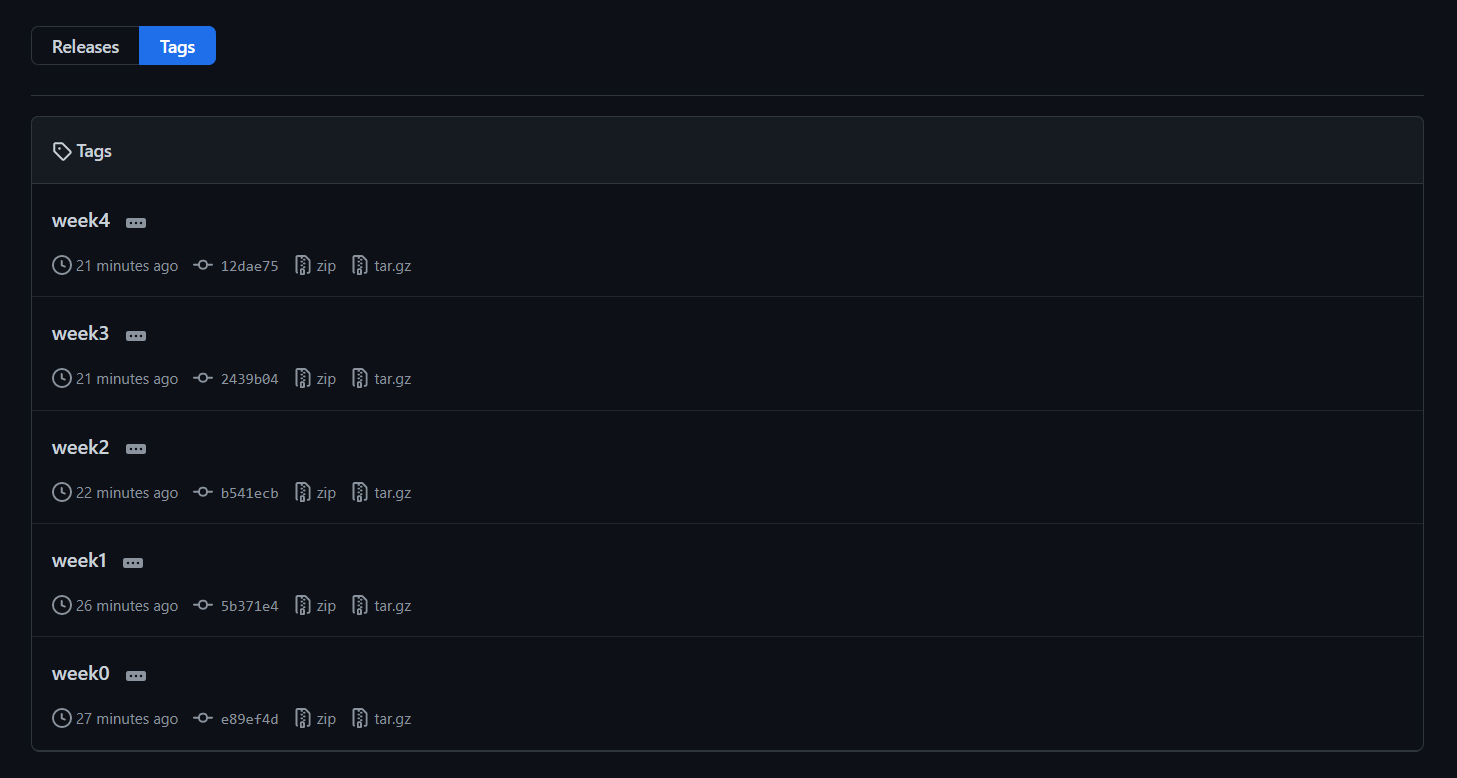 Releases Tags
Tags
week4
21 minutes ago 12dae75 zip tar.gz
week3
21 minutes ago 2439b04 zip tar.gz
week2
22 minutes ago b541ecb zip tar.gz
week1
26 minutes ago 5b371e4 zip tar.gz
week0
27 minutes ago e89ef4d zip tar.gz